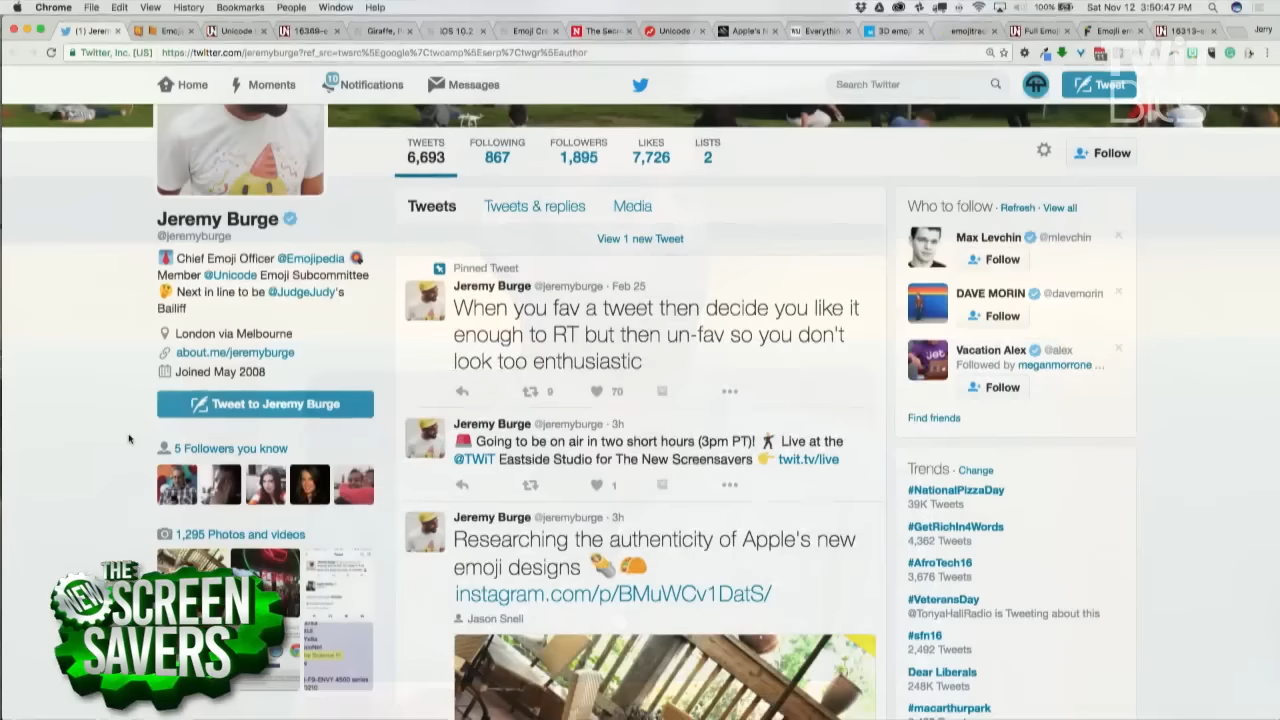 Chrome File Edit View History Bookmarks People Window Help
100% Sat Nov 12 3:50:47 PM
(1) Jerem Emoji Unicode 16369-e Giraffe, iOS 10.2 Emoji Cr The Secre Unicode Apple's Everythin 3D emoji emojitrac Full Emoj Emoji en 16313-e Jerry
Twitter, Inc. [US] https://twitter.com/jeremyburge?ref_src=twsrc%5Egoogle%7Ctwcamp%5Eserp%7Ctwgr%5Eauthor
Home Moments 10 Notifications Messages Search Twitter Tweet
TWEETS FOLLOWING FOLLOWERS LIKES LISTS
6,693 867 1,895 7,726 2
Follow
Jeremy Burge
@jeremyburge
Chief Emoji Officer @Emojipedia
Member @Unicode Emoji Subcommittee
Next in line to be @JudgeJudy's
Bailiff
London via Melbourne
about.me/jeremyburge
Joined May 2008
Tweet to Jeremy Burge
5 Followers you know
1,295 Photos and videos
Tweets Tweets & replies Media
View 1 new Tweet
Pinned Tweet
Jeremy Burge @jeremyburge · Feb 25
When you fav a tweet then decide you like it
enough to RT but then un-fav so you don't
look too enthusiastic
9 70
Jeremy Burge @jeremyburge · 3h
Going to be on air in two short hours (3pm PT)! Live at the
@TWiT Eastside Studio for The New Screensavers twit.tv/live
1
Jeremy Burge @jeremyburge · 3h
Researching the authenticity of Apple's new
emoji designs
instagram.com/p/BMuWCv1DatS/
Jason Snell
Who to follow · Refresh · View all
Max Levchin @mlevchin
Follow
DAVE MORIN @davemorin
Follow
Vacation Alex @alex
Followed by meganmorrone ...
Follow
Find friends
Trends · Change
#NationalPizzaDay
39K Tweets
#GetRichIn4Words
4,362 Tweets
#AfroTech16
3,676 Tweets
#VeteransDay
@TonyaHallRadio is Tweeting about this
#sfn16
2,492 Tweets
Dear Liberals
248K Tweets
#macarthurpark
THE
NEW SCREEN
SAVERS